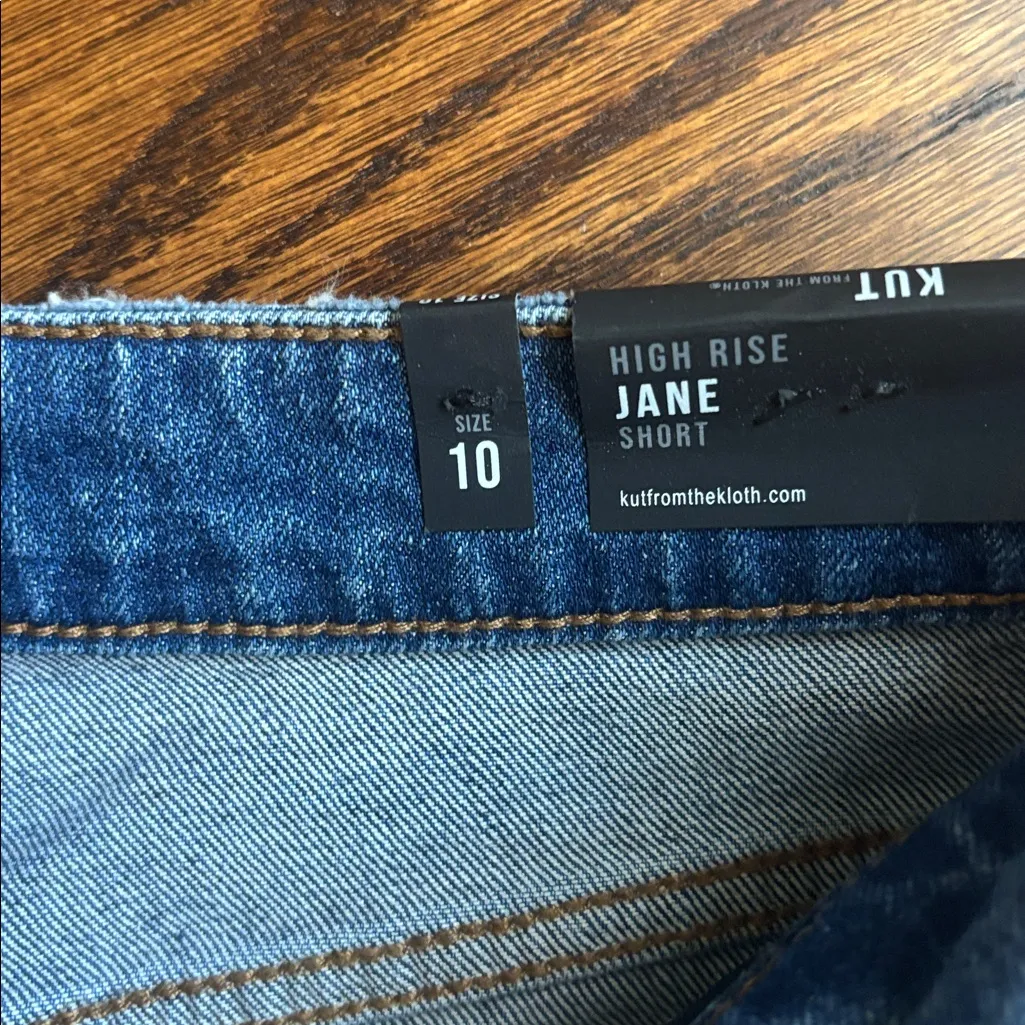 SIZE 10
KUT
FROM THE KLOTH®
HIGH RISE
JANE
SHORT
SIZE
10
kutfromthekloth.com